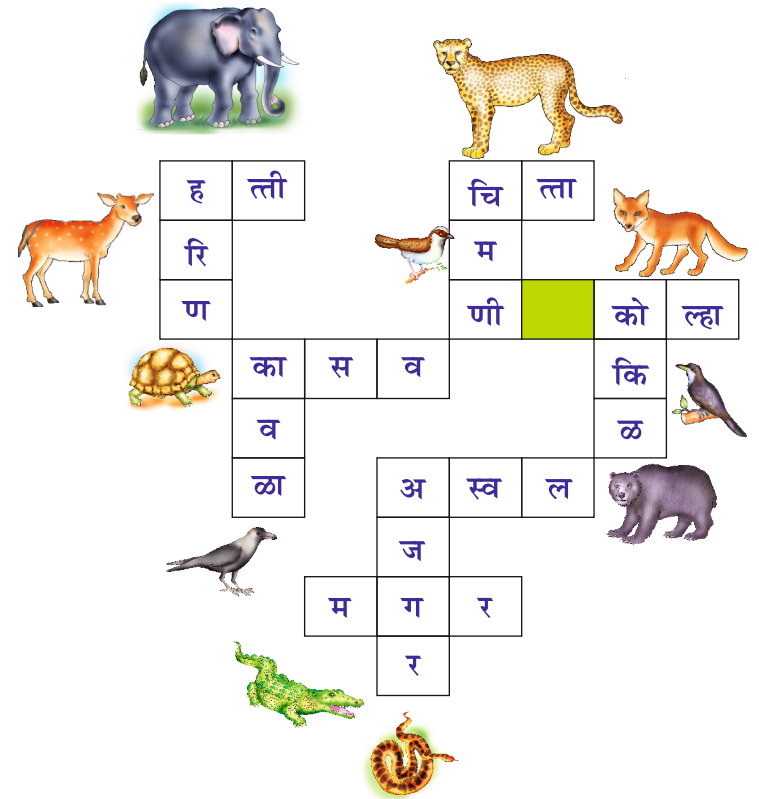 ह त्ती चि त्ता
रि म
ण णी को ल्हा
का स व कि
व ळ
ळा अ स्व ल
ज
म ग र
र